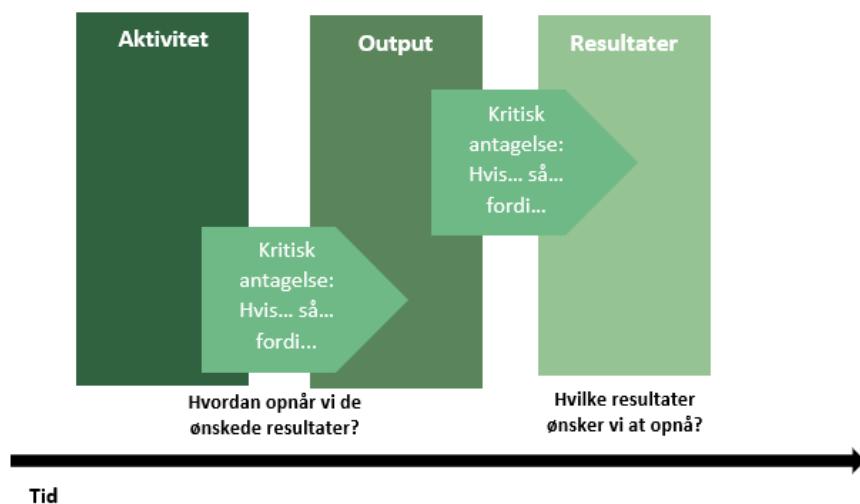 Aktivitet
Output
Resultater
Kritisk
antagelse:
Hvis... så...
fordi...
Kritisk
antagelse:
Hvis... så...
fordi...
Hvordan opnår vi de
ønskede resultater?
Hvilke resultater
ønsker vi at opnå?
Tid